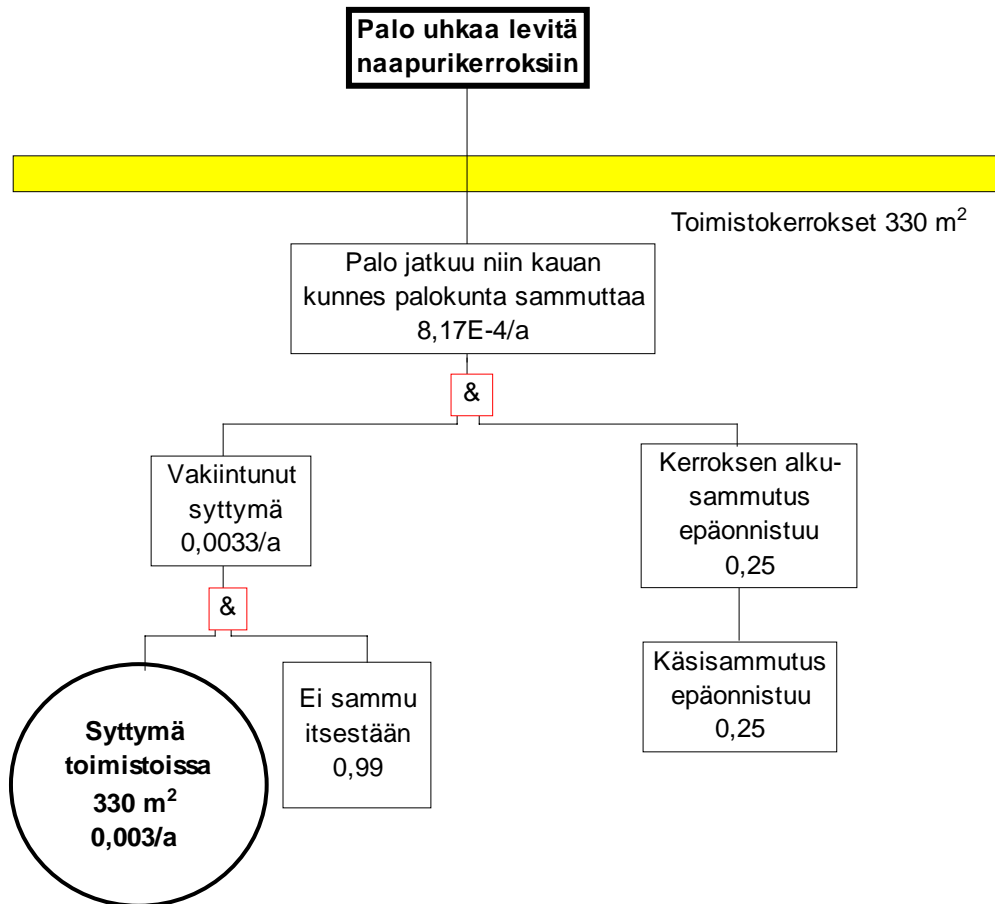 Palo uhkaa levitä
naapurikerroksiin
Toimistokerrokset 330 m²
Palo jatkuu niin kauan
kunnes palokunta sammuttaa
8,17E-4/a
&
Vakiintunut
syttymä
0,0033/a
Kerroksen alku-
sammutus
epäonnistuu
0,25
&
Syttymä
toimistoissa
330 m²
0,003/a
Ei sammu
itsestään
0,99
Käsisammutus
epäonnistuu
0,25